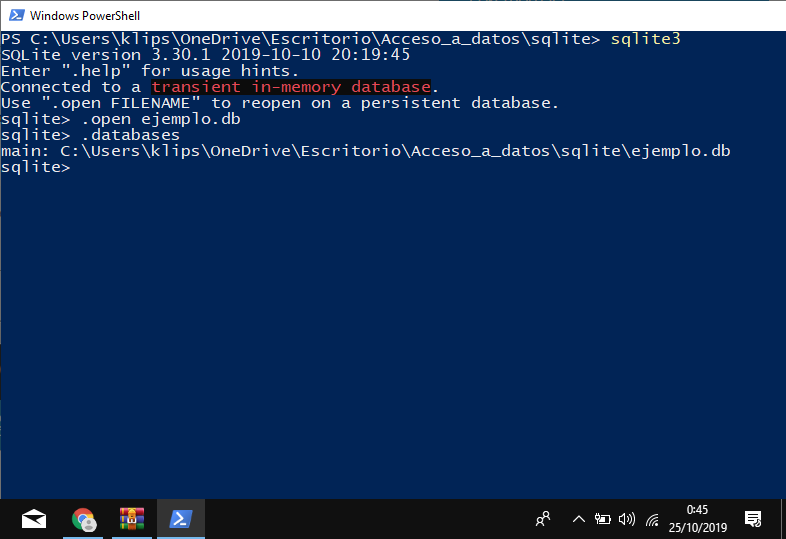 Windows PowerShell
PS C:\Users\klips\OneDrive\Escritorio\Acceso_a_datos\sqlite> sqlite3
SQLite version 3.30.1 2019-10-10 20:19:45
Enter ".help" for usage hints.
Connected to a transient in-memory database.
Use ".open FILENAME" to reopen on a persistent database.
sqlite> .open ejemplo.db
sqlite> .databases
main: C:\Users\klips\OneDrive\Escritorio\Acceso_a_datos\sqlite\ejemplo.db
sqlite>
0:45
25/10/2019